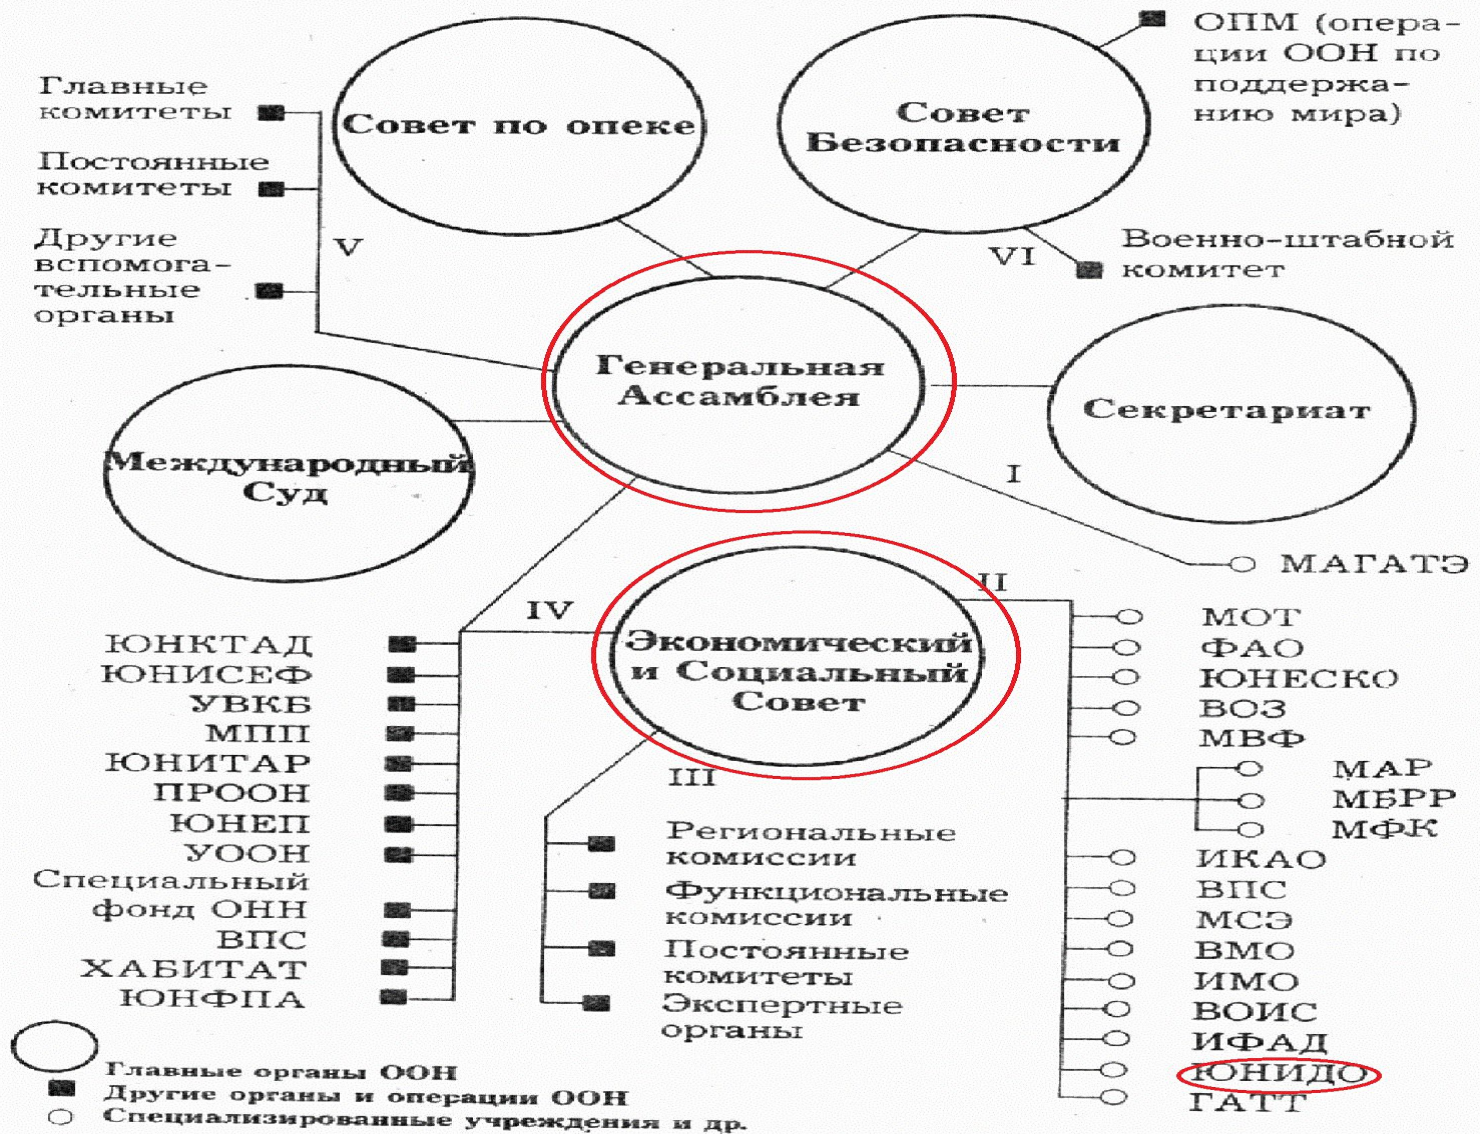 ОПМ (опера-
ции ООН по
поддержа-
нию мира)
Главные
комитеты
Постоянные
комитеты
Другие
вспомога-
тельные
органы
V
Совет по опеке
Совет
Безопасности
VI
Военно-штабной
комитет
Генеральная
Ассамблея
Секретариат
Международный
Суд
I
МАГАТЭ
IV
Экономический
и Социальный
Совет
II
III
ЮНКТАД
ЮНИСЕФ
УВКБ
МПП
ЮНИТАР
ПРООН
ЮНЕП
УООН
Специальный
фонд ОНН
ВПС
ХАБИТАТ
ЮНФПА
Региональные
комиссии
Функциональные
комиссии
Постоянные
комитеты
Экспертные
органы
МОТ
ФАО
ЮНЕСКО
ВОЗ
МВФ
МАР
МБРР
МФК
ИКАО
ВПС
МСЭ
ВМО
ИМО
ВОИС
ИФАД
ЮНИДО
ГАТТ
Главные органы ООН
Другие органы и операции ООН
Специализированные учреждения и др.